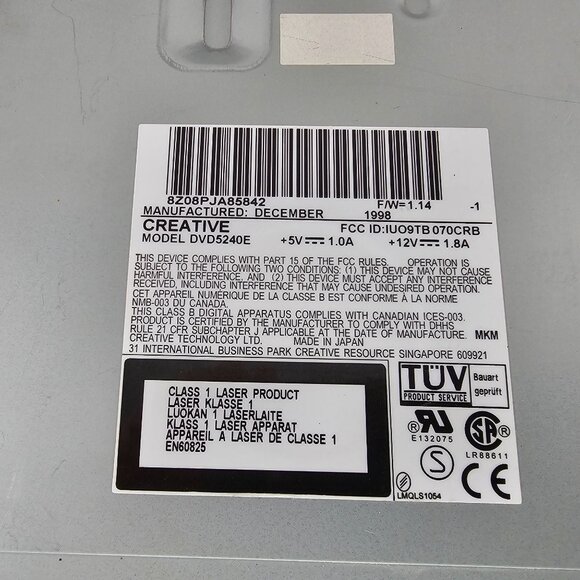 8Z08PJA85842 F/W=1.14 -1
MANUFACTURED: DECEMBER 1998
CREATIVE FCC ID:IUO9TB070CRB
MODEL DVD5240E +5V 1.0A +12V 1.8A
THIS DEVICE COMPLIES WITH PART 15 OF THE FCC RULES. OPERATION IS
SUBJECT TO THE FOLLOWING TWO CONDITIONS: (1) THIS DEVICE MAY NOT CAUSE
HARMFUL INTERFERENCE, AND (2) THIS DEVICE MUST ACCEPT ANY INTERFERENCE
RECEIVED, INCLUDING INTERFERENCE THAT MAY CAUSE UNDESIRED OPERATION.
CET APPAREIL NUMÉRIQUE DE LA CLASSE B EST CONFORME À LA NORME
NMB-003 DU CANADA.
THIS CLASS B DIGITAL APPARATUS COMPLIES WITH CANADIAN ICES-003.
PRODUCT IS CERTIFIED BY THE MANUFACTURER TO COMPLY WITH DHHS
RULE 21 CFR SUBCHAPTER J APPLICABLE AT THE DATE OF MANUFACTURE. MKM
CREATIVE TECHNOLOGY LTD. MADE IN JAPAN
31 INTERNATIONAL BUSINESS PARK CREATIVE RESOURCE SINGAPORE 609921
CLASS 1 LASER PRODUCT
LASER KLASSE 1
LUOKAN 1 LASERLAITE
KLASS 1 LASER APPARAT
APPAREIL A LASER DE CLASSE 1
EN60825
TÜV
PRODUCT SERVICE
Bauart
geprüft
RU ®
E132075
SA ®
LR88611
S
CE
LMQLS1054